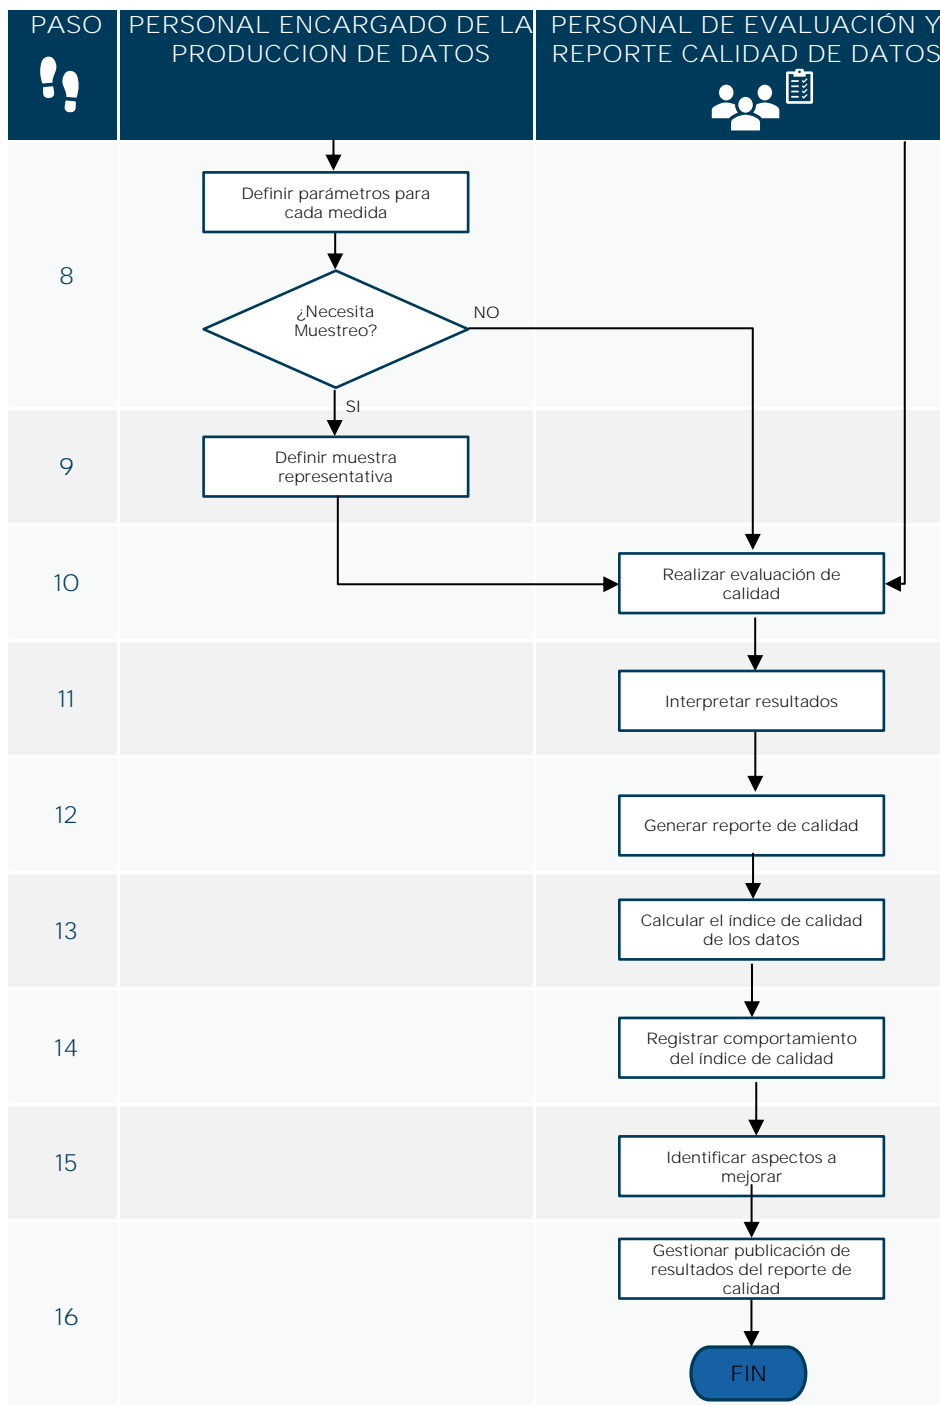 PASO
PERSONAL ENCARGADO DE LA
PRODUCCION DE DATOS
PERSONAL DE EVALUACIÓN Y
REPORTE CALIDAD DE DATOS
8
Definir parámetros para
cada medida
¿Necesita
Muestreo?
NO
SI
9
Definir muestra
representativa
10
Realizar evaluación de
calidad
11
Interpretar resultados
12
Generar reporte de calidad
13
Calcular el índice de calidad
de los datos
14
Registrar comportamiento
del índice de calidad
15
Identificar aspectos a
mejorar
16
Gestionar publicación de
resultados del reporte de
calidad
FIN